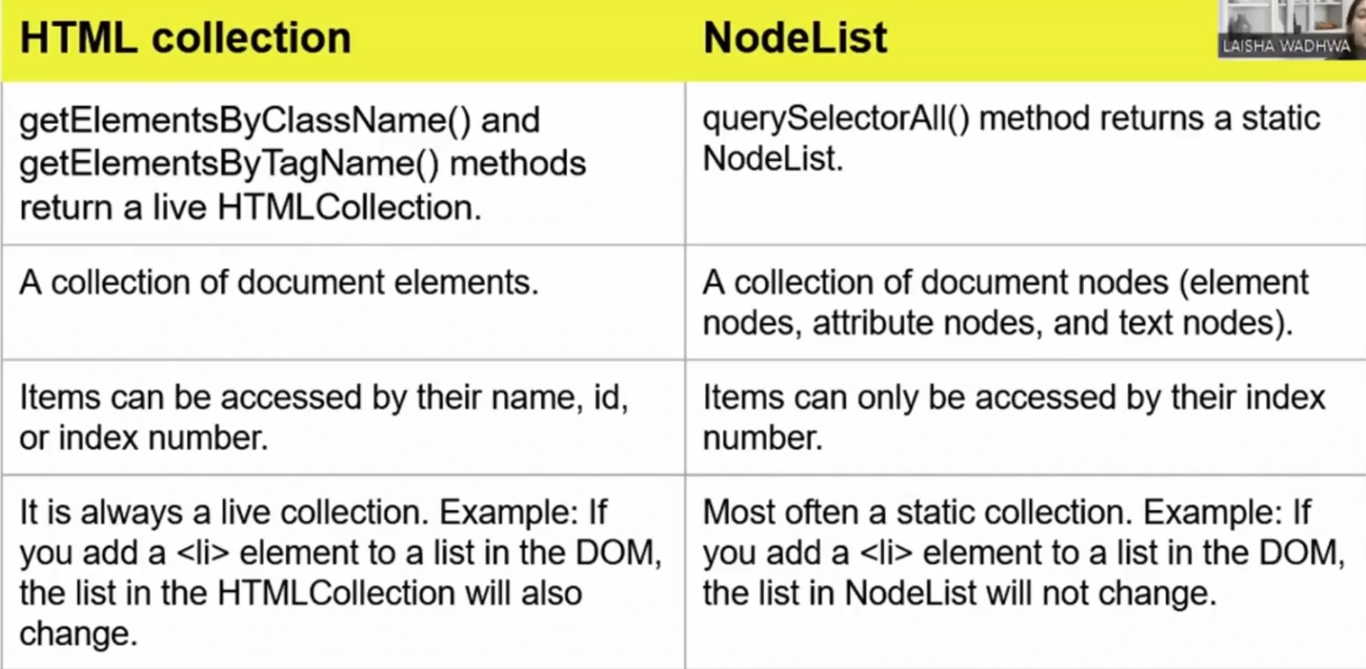 HTML collection
NodeList
LAISHA WADHWA
getElementsByClassName() and
getElementsByTagName() methods
return a live HTMLCollection.
querySelectorAll() method returns a static
NodeList.
A collection of document elements.
A collection of document nodes (element
nodes, attribute nodes, and text nodes).
Items can be accessed by their name, id,
or index number.
Items can only be accessed by their index
number.
It is always a live collection. Example: If
you add a <li> element to a list in the DOM,
the list in the HTMLCollection will also
change.
Most often a static collection. Example: If
you add a <li> element to a list in the DOM,
the list in NodeList will not change.